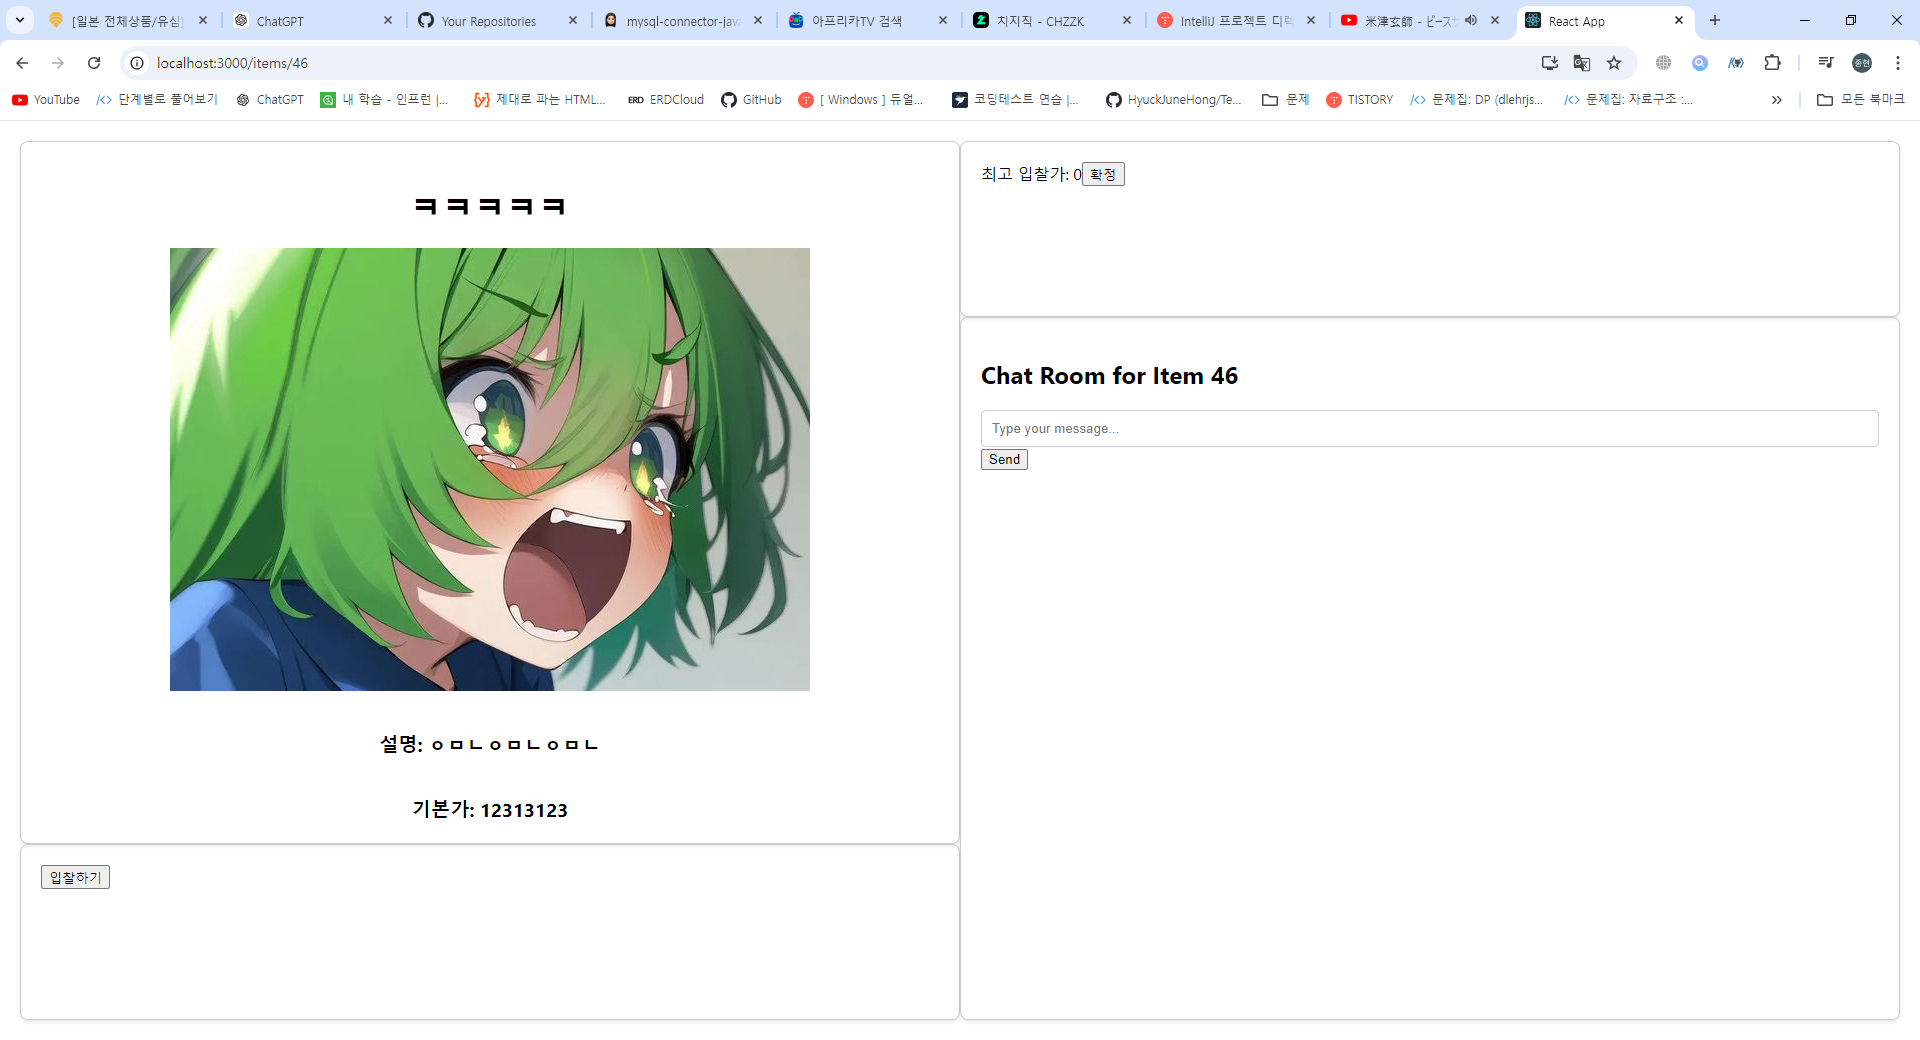 [일본 전체상품/유심]
ChatGPT
Your Repositories
mysql-connector-jav
아프리카TV 검색
치지직 - CHZZK
IntelliJ 프로젝트 디렉
米津玄師 - ピース
React App
localhost:3000/items/46
종현
YouTube
단계별로 풀어보기
ChatGPT
내 학습 - 인프런 |...
제대로 파는 HTML...
ERD ERDCloud
GitHub
[ Windows ] 듀얼...
코딩테스트 연습 |...
HyuckJuneHong/Te...
문제
TISTORY
문제집: DP (dlehrjs...
문제집: 자료구조 :...
모든 북마크
ㅋㅋㅋㅋㅋ
설명: ㅇㅁㄴㅇㅁㄴㅇㅁㄴ
기본가: 12313123
입찰하기
최고 입찰가: 0 확정
Chat Room for Item 46
Type your message...
Send